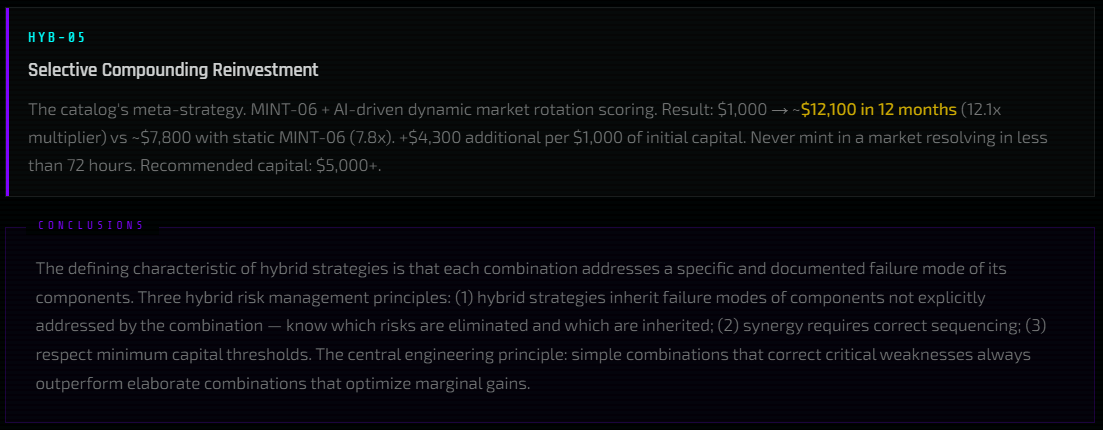 HYB-05
Selective Compounding Reinvestment
The catalog's meta-strategy. MINT-06 + AI-driven dynamic market rotation scoring. Result: $1,000 → ~$12,100 in 12 months (12.1x
multiplier) vs ~$7,800 with static MINT-06 (7.8x). +$4,300 additional per $1,000 of initial capital. Never mint in a market resolving in less
than 72 hours. Recommended capital: $5,000+.
CONCLUSIONS
The defining characteristic of hybrid strategies is that each combination addresses a specific and documented failure mode of its
components. Three hybrid risk management principles: (1) hybrid strategies inherit failure modes of components not explicitly
addressed by the combination — know which risks are eliminated and which are inherited; (2) synergy requires correct sequencing; (3)
respect minimum capital thresholds. The central engineering principle: simple combinations that correct critical weaknesses always
outperform elaborate combinations that optimize marginal gains.